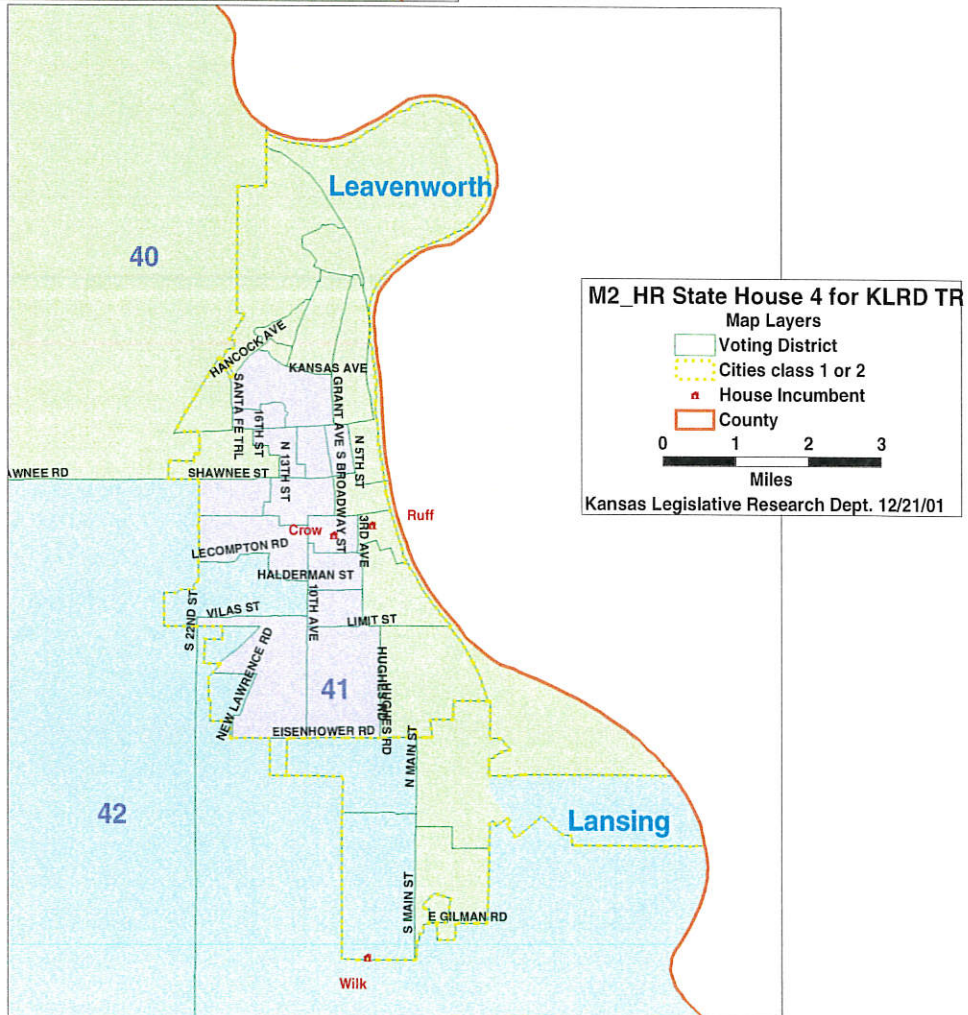 Leavenworth
40
HANCOCK AVE
KANSAS AVE
SANTA FE TRL
16TH ST
N 13TH ST
GRANT AVE
S BROADWAY ST
N 5TH ST
AWNEE RD
SHAWNEE ST
Crow
Ruff
3RD AVE
LECOMPTON RD
HALDERMAN ST
10TH AVE
VILAS ST
LIMIT ST
S 22ND ST
NEW LAWRENCE RD
41
HUGHES RD
HUGHES RD
EISENHOWER RD
N MAIN ST
42
Lansing
S MAIN ST
E GILMAN RD
Wilk
M2_HR State House 4 for KLRD TR
Map Layers
Voting District
Cities class 1 or 2
House Incumbent
County
0 1 2 3
Miles
Kansas Legislative Research Dept. 12/21/01